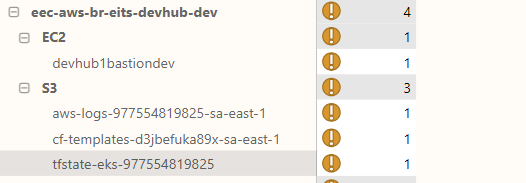 eec-aws-br-eits-devhub-dev 4
EC2 1
devhub1bastiondev 1
S3 3
aws-logs-977554819825-sa-east-1 1
cf-templates-d3jbefuka89x-sa-east-1 1
tfstate-eks-977554819825 1